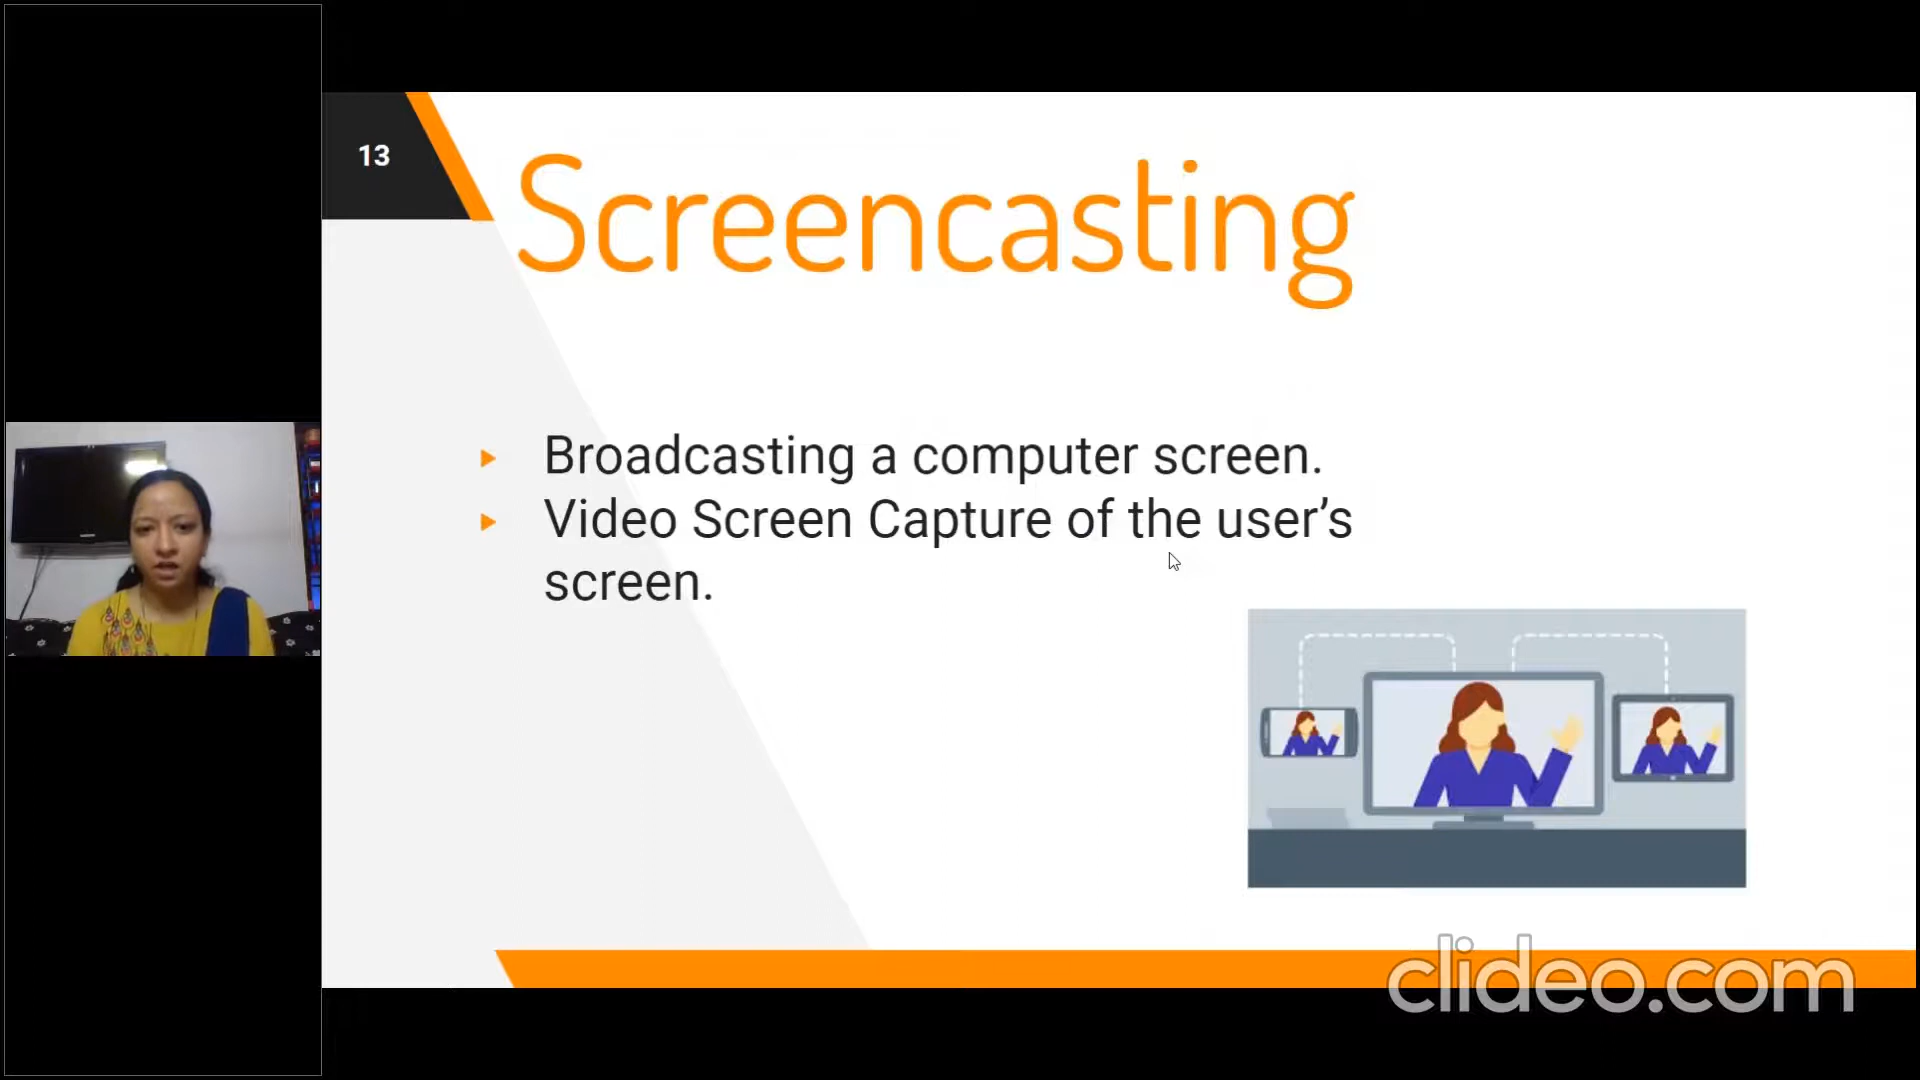 13
Screencasting
Broadcasting a computer screen.
Video Screen Capture of the user’s
screen.
clideo.com